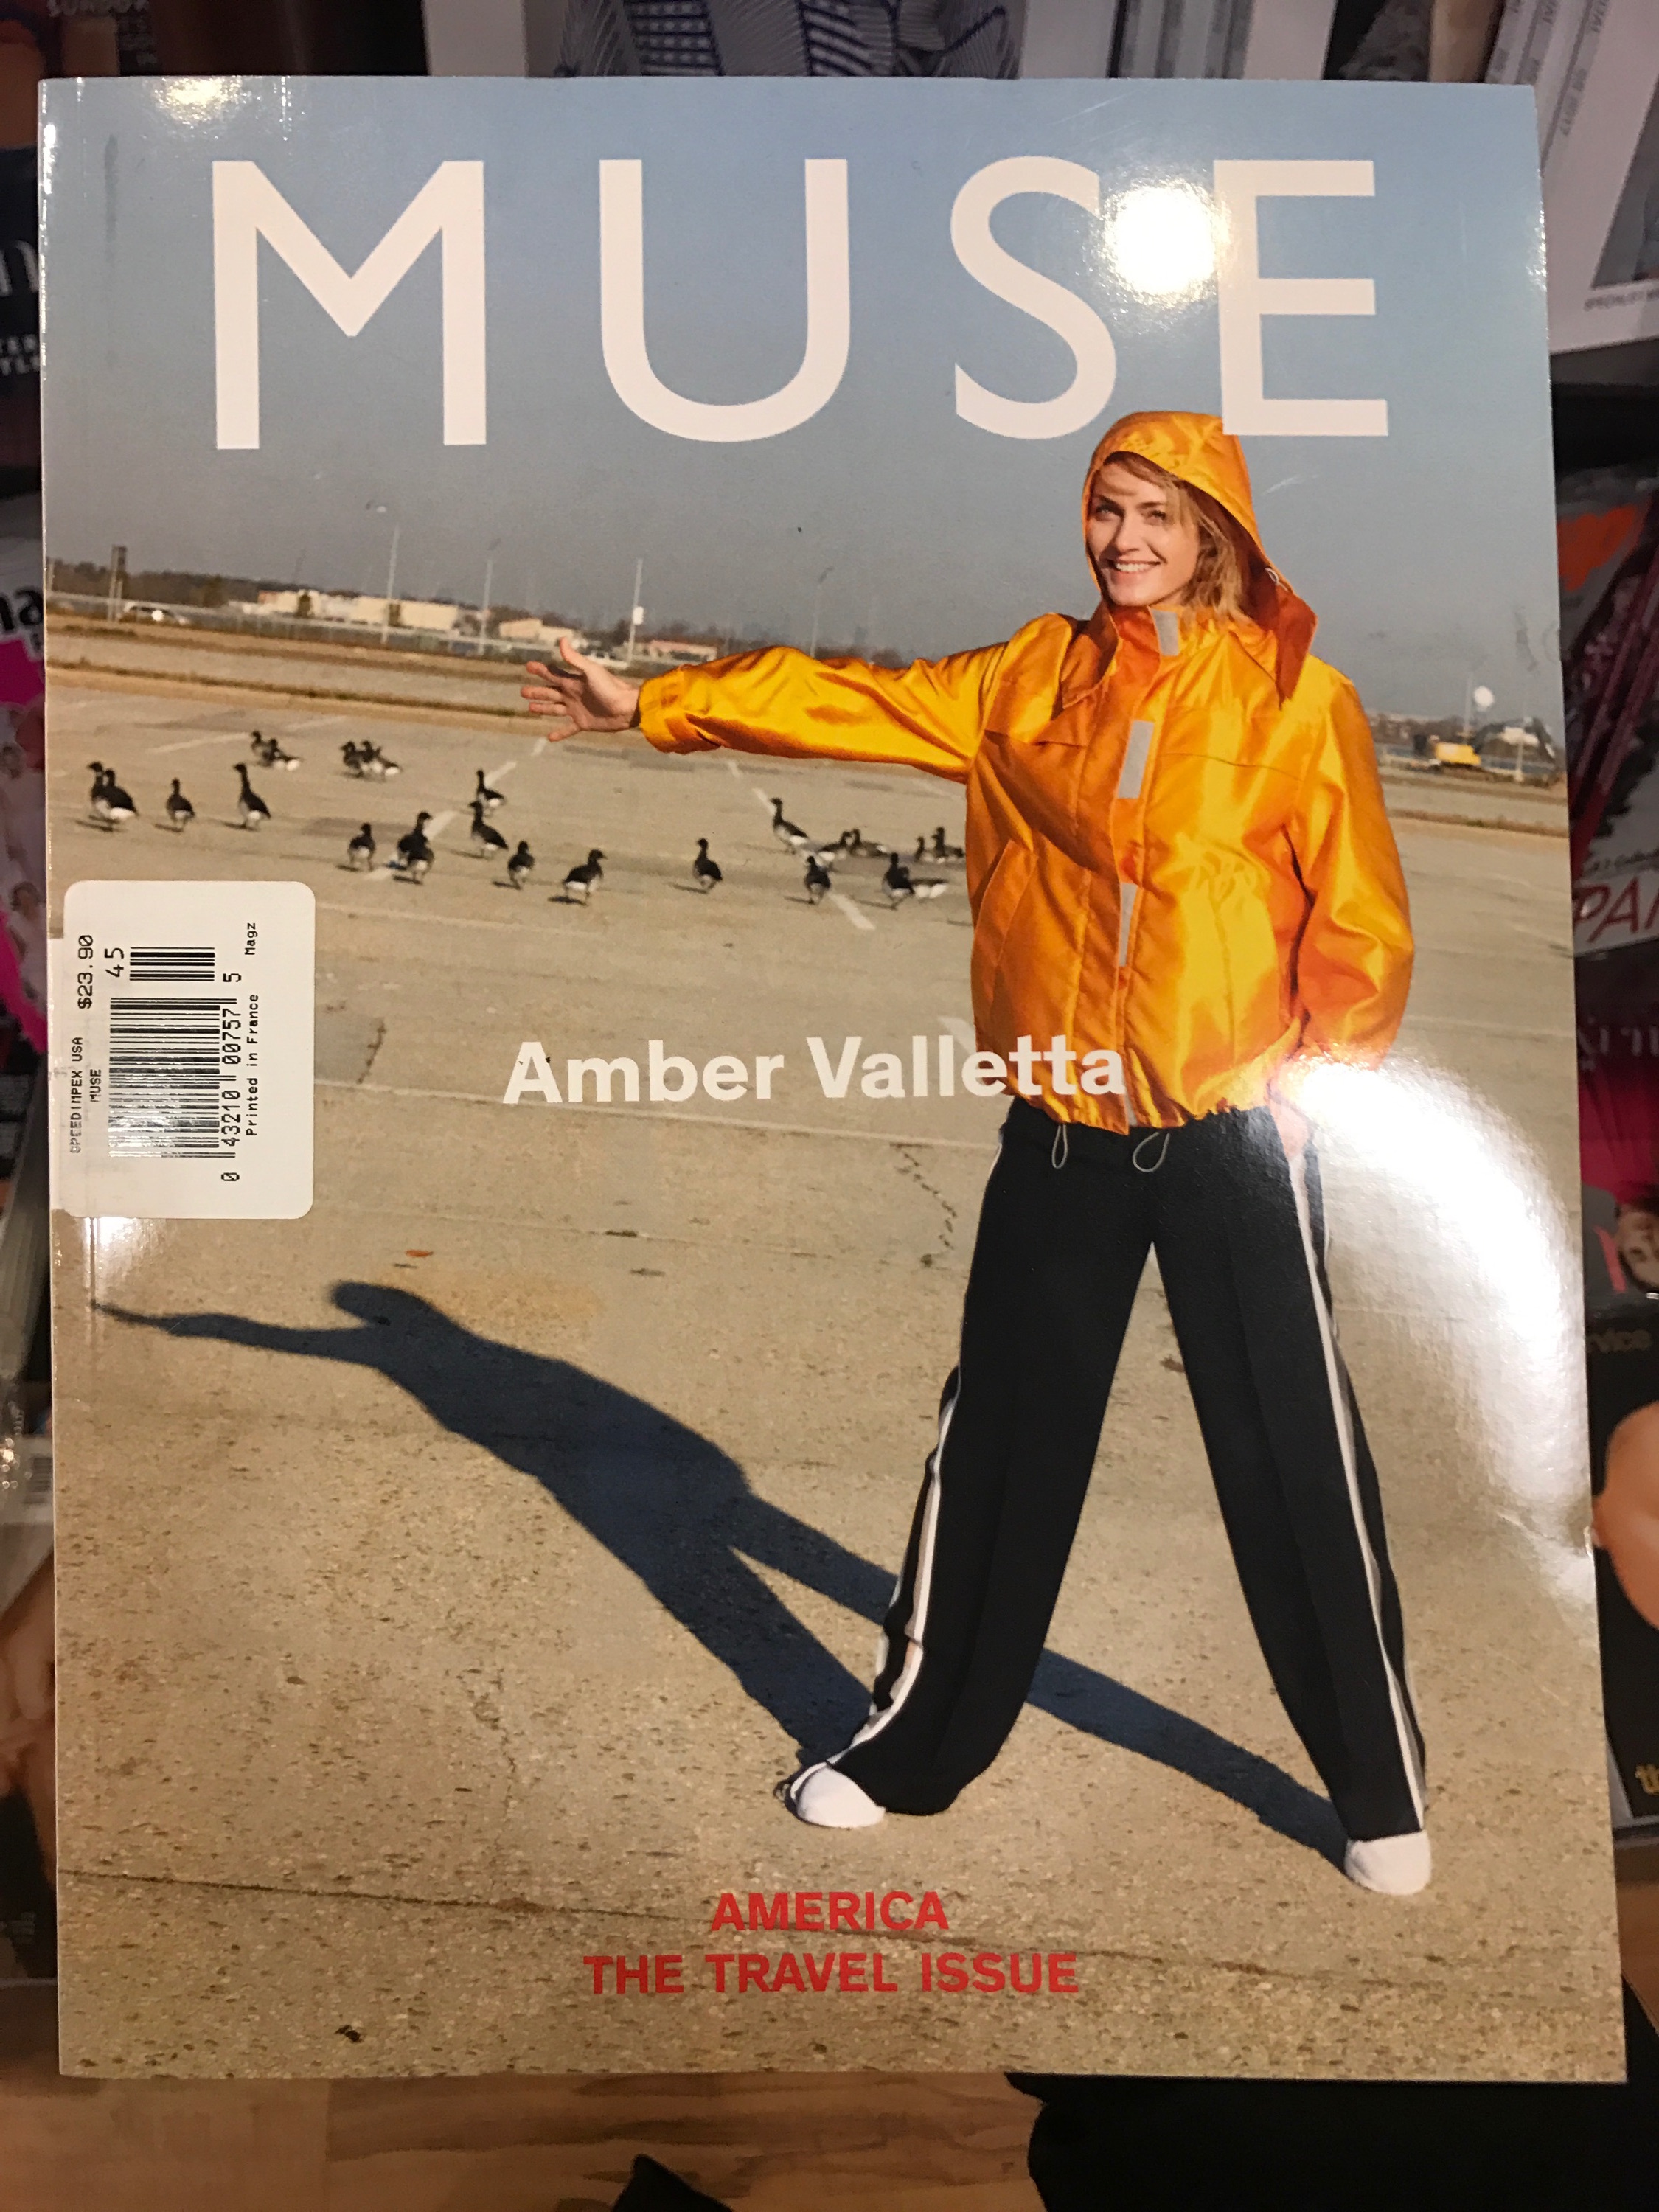 MUSE
Amber Valletta
SPEEDIMPEX USA $23.90
MUSE
45
0 43210 00757 5
Printed in France Magz
AMERICA
THE TRAVEL ISSUE
rvice